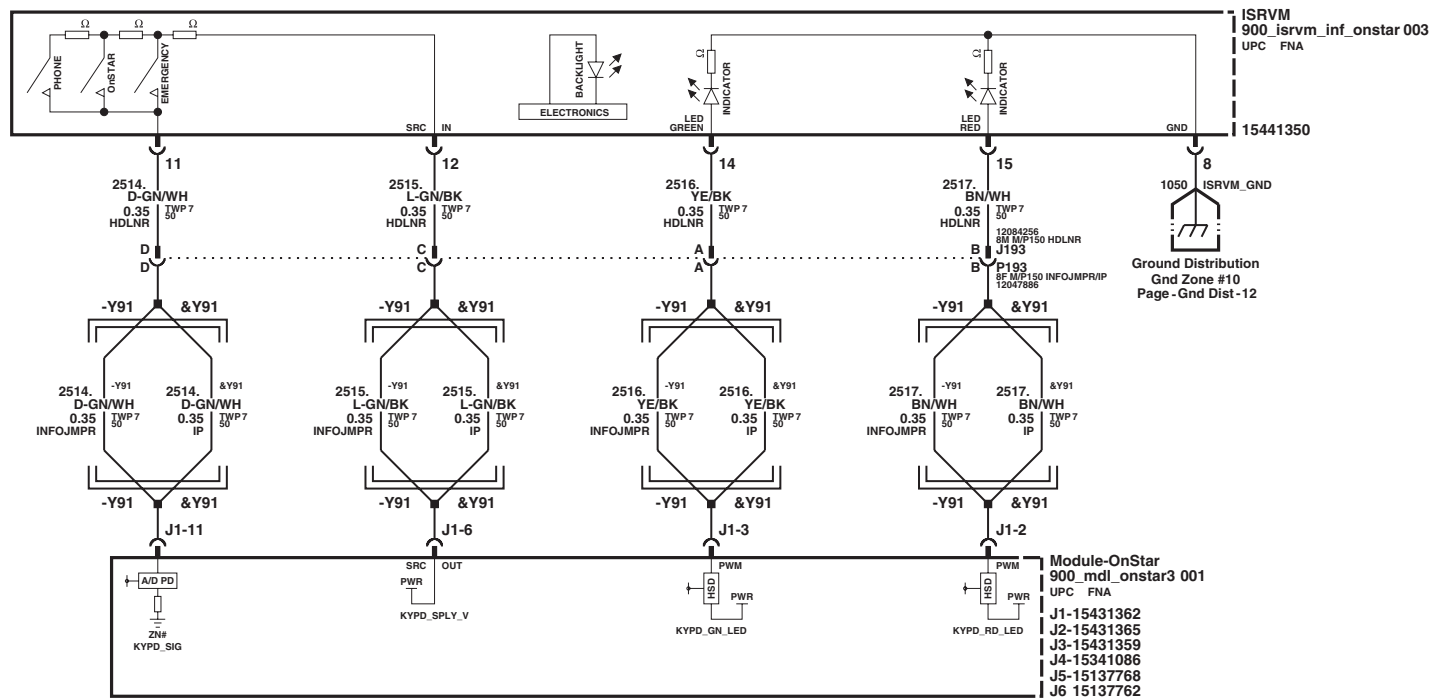 ISRVM
900_isrvm_inf_onstar 003
UPC FNA
15441350
Ω Ω Ω
PHONE
OnSTAR
EMERGENCY
BACKLIGHT
ELECTRONICS
Ω
INDICATOR
Ω
INDICATOR
SRC IN
LED
GREEN
LED
RED
GND
11 12 14 15 8
2514.
D-GN/WH
0.35 TWP 7
50
HDLNR
2515.
L-GN/BK
0.35 TWP 7
50
HDLNR
2516.
YE/BK
0.35 TWP 7
50
HDLNR
2517.
BN/WH
0.35 TWP 7
50
HDLNR
1050 ISRVM_GND
Ground Distribution
Gnd Zone #10
Page - Gnd Dist -12
12084256
8M M/P150 HDLNR
D C A B J193
D C A B P193
8F M/P150 INFOJMPR/IP
12047886
-Y91 &Y91 -Y91 &Y91 -Y91 &Y91 -Y91 &Y91
2514. -Y91
D-GN/WH
0.35 TWP 7
50
INFOJMPR
2514. &Y91
D-GN/WH
0.35 TWP 7
50
IP
2515. -Y91
L-GN/BK
0.35 TWP 7
50
INFOJMPR
2515. &Y91
L-GN/BK
0.35 TWP 7
50
IP
2516. -Y91
YE/BK
0.35 TWP 7
50
INFOJMPR
2516. &Y91
YE/BK
0.35 TWP 7
50
IP
2517. -Y91
BN/WH
0.35 TWP 7
50
INFOJMPR
2517. &Y91
BN/WH
0.35 TWP 7
50
IP
-Y91 &Y91 -Y91 &Y91 -Y91 &Y91 -Y91 &Y91
J1-11 J1-6 J1-3 J1-2
A/D PD
ZN#
KYPD_SIG
SRC OUT
PWR
KYPD_SPLY_V
PWM
HSD
PWR
KYPD_GN_LED
PWM
HSD
PWR
KYPD_RD_LED
Module-OnStar
900_mdl_onstar3 001
UPC FNA
J1-15431362
J2-15431365
J3-15431359
J4-15341086
J5-15137768
J6 15137762